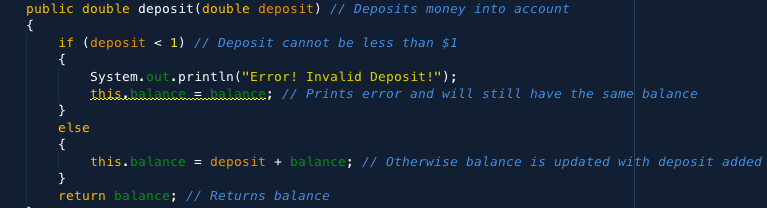 public double deposit(double deposit) // Deposits money into account
{
if (deposit < 1) // Deposit cannot be less than $1
{
System.out.println("Error! Invalid Deposit!");
this.balance = balance; // Prints error and will still have the same balance
}
else
{
this.balance = deposit + balance; // Otherwise balance is updated with deposit added
}
return balance; // Returns balance